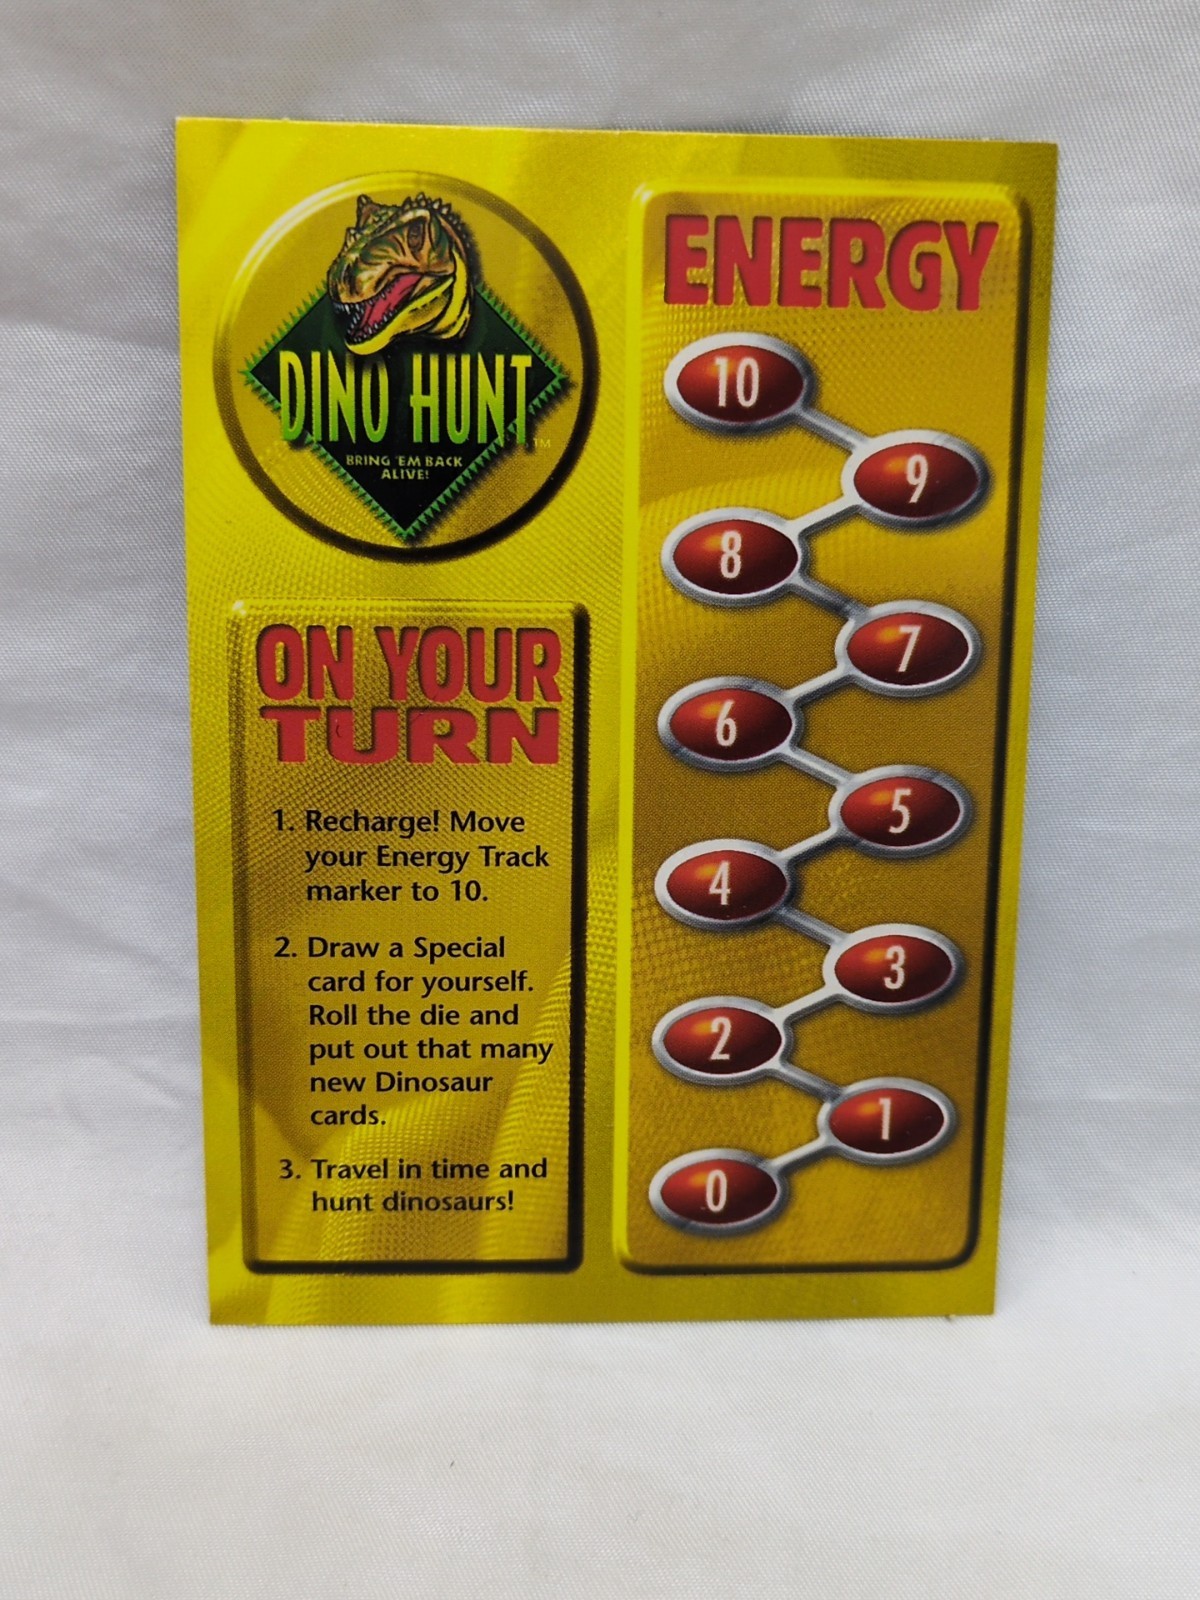 DINO HUNT™
BRING 'EM BACK
ALIVE!
ON YOUR
TURN
1. Recharge! Move
your Energy Track
marker to 10.
2. Draw a Special
card for yourself.
Roll the die and
put out that many
new Dinosaur
cards.
3. Travel in time and
hunt dinosaurs!
ENERGY
10
9
8
7
6
5
4
3
2
1
0